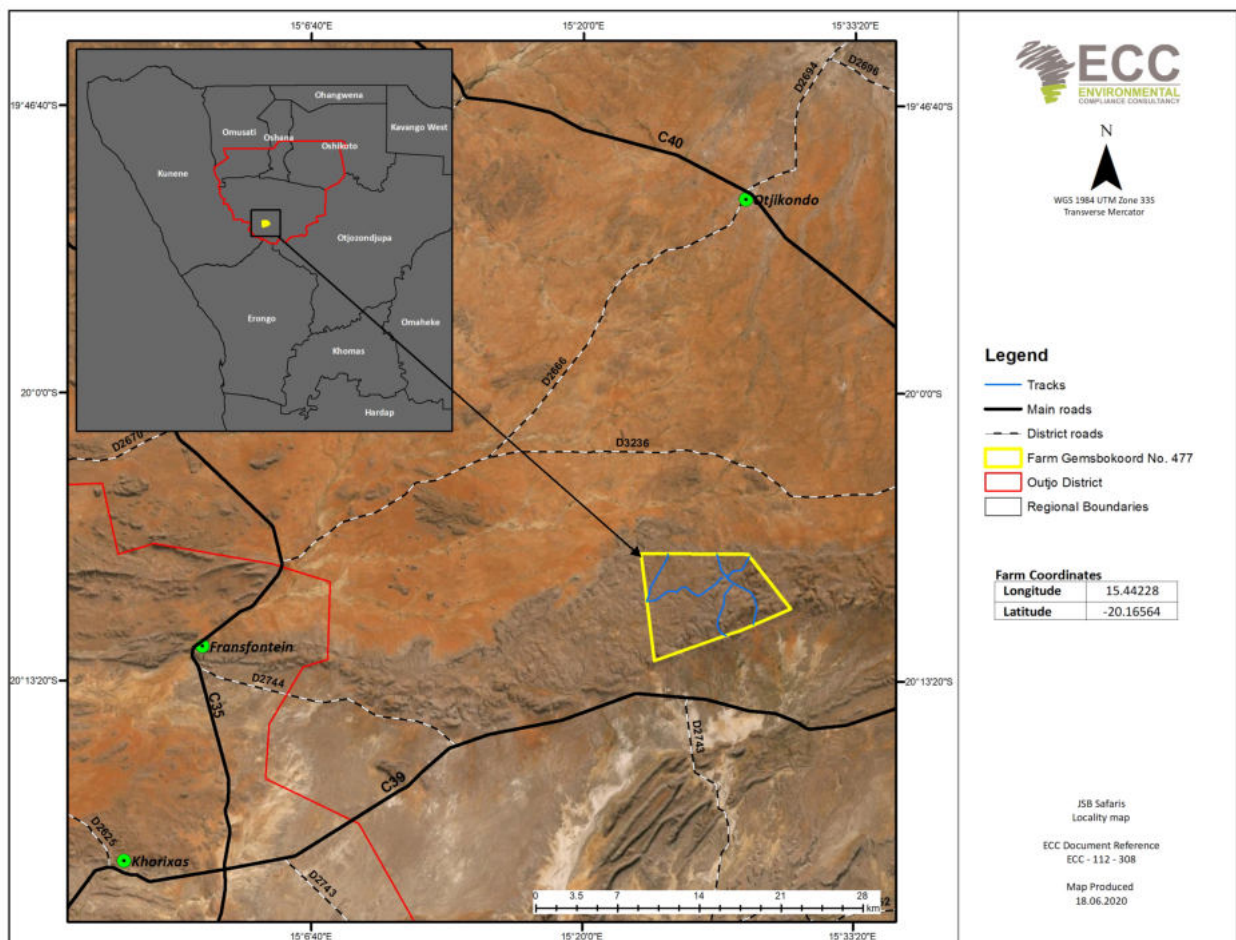 15°6'40"E
15°20'0"E
15°33'20"E
19°46'40"S
19°46'40"S
20°0'0"S
20°0'0"S
20°13'20"S
20°13'20"S
15°6'40"E
15°20'0"E
15°33'20"E
Ohangwena
Omusati
Oshana
Oshikoto
Kavango West
Kunene
Otjosondjupa
Erongo
Omaheke
Khomas
Hardap
D2694
D2696
C40
Otjikondo
D2666
D2670
D3236
Fransfontein
D2744
C35
D2743
C39
D2625
Khorixas
D2743
0 3.5 7 14 21 28
km
ECC
ENVIRONMENTAL
COMPLIANCE CONSULTANCY
N
WGS 1984 UTM Zone 33S
Transverse Mercator
Legend
Tracks
Main roads
District roads
Farm Gemsbokoord No. 477
Outjo District
Regional Boundaries
Farm Coordinates
Longitude 15.44228
Latitude -20.16564
JSB Safaris
Locality map
ECC Document Reference
ECC - 112 - 308
Map Produced
18.06.2020